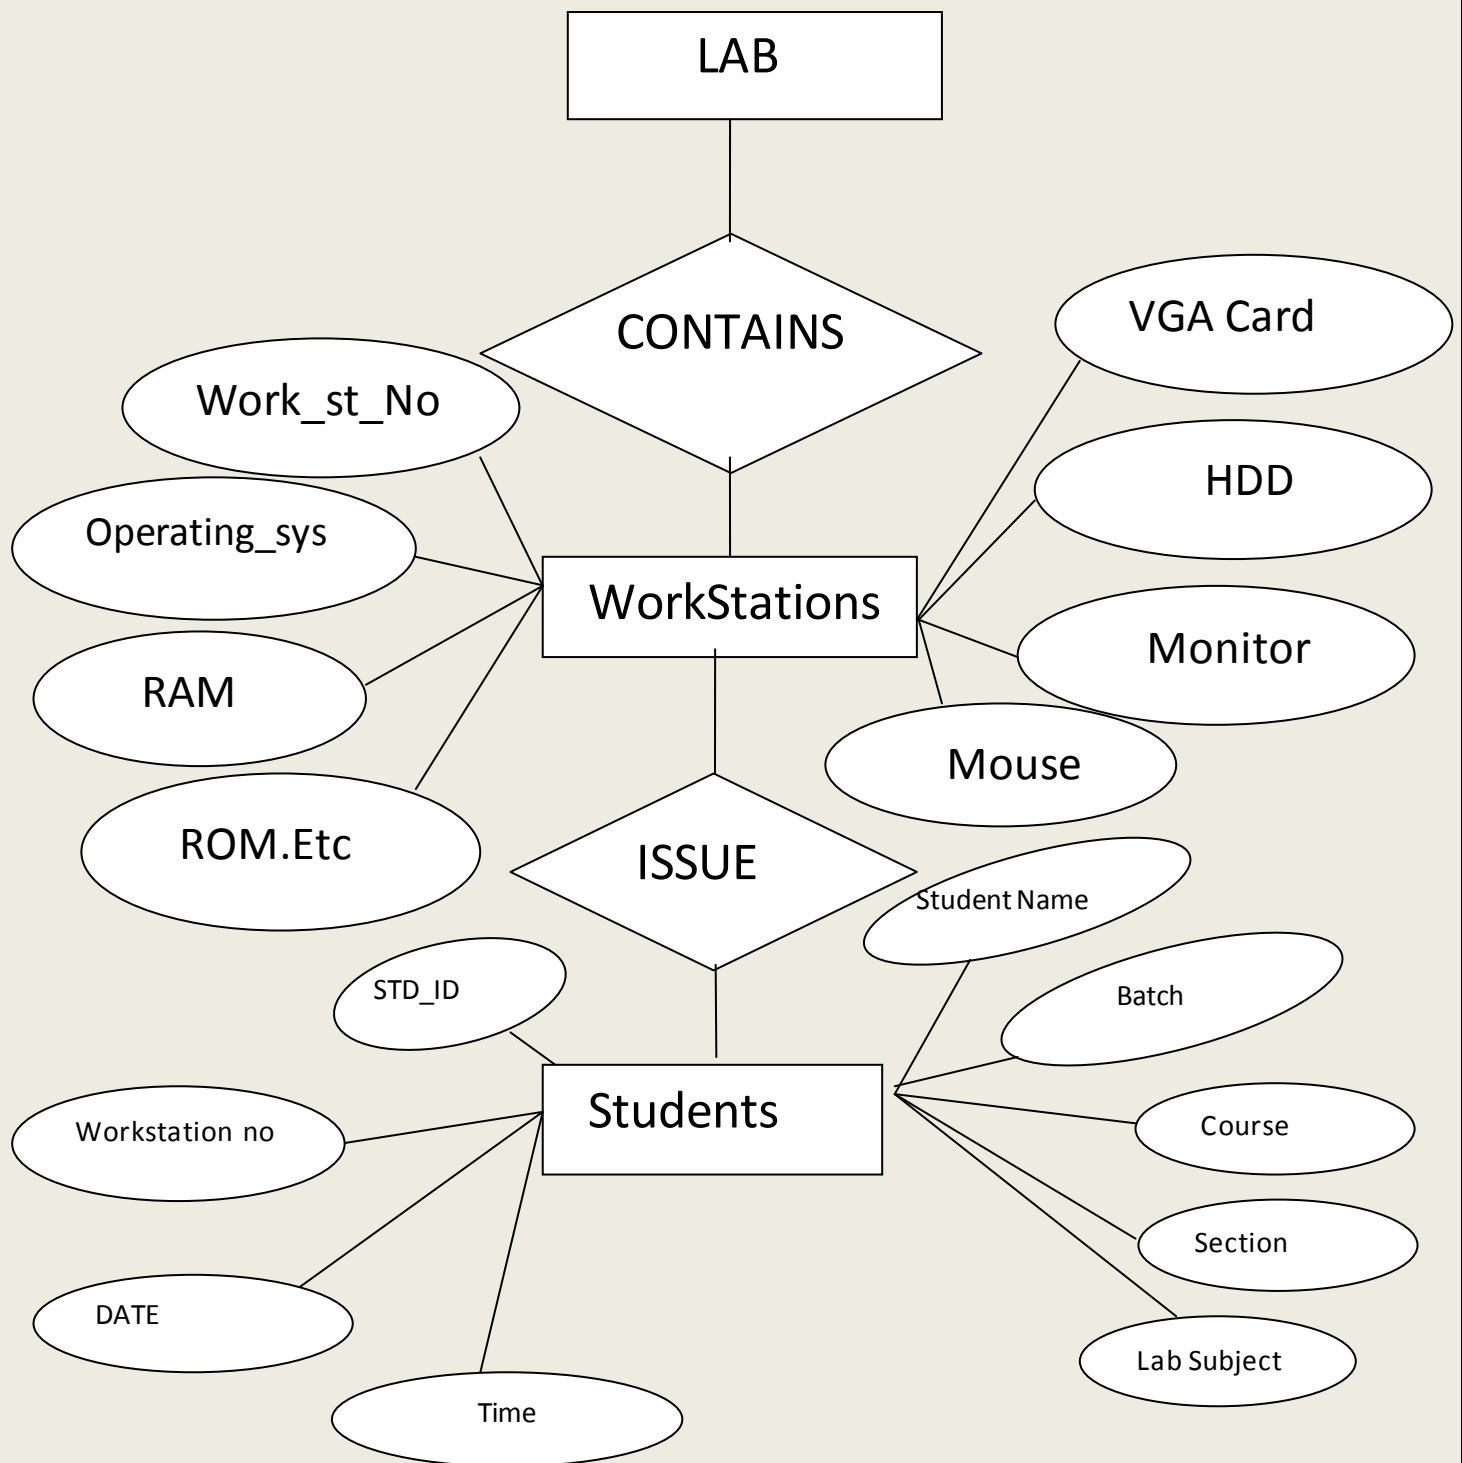 LAB
CONTAINS
VGA Card
Work_st_No
HDD
Operating_sys
WorkStations
Monitor
RAM
Mouse
ROM.Etc
ISSUE
Student Name
STD_ID
Batch
Students
Workstation no
Course
Section
DATE
Lab Subject
Time